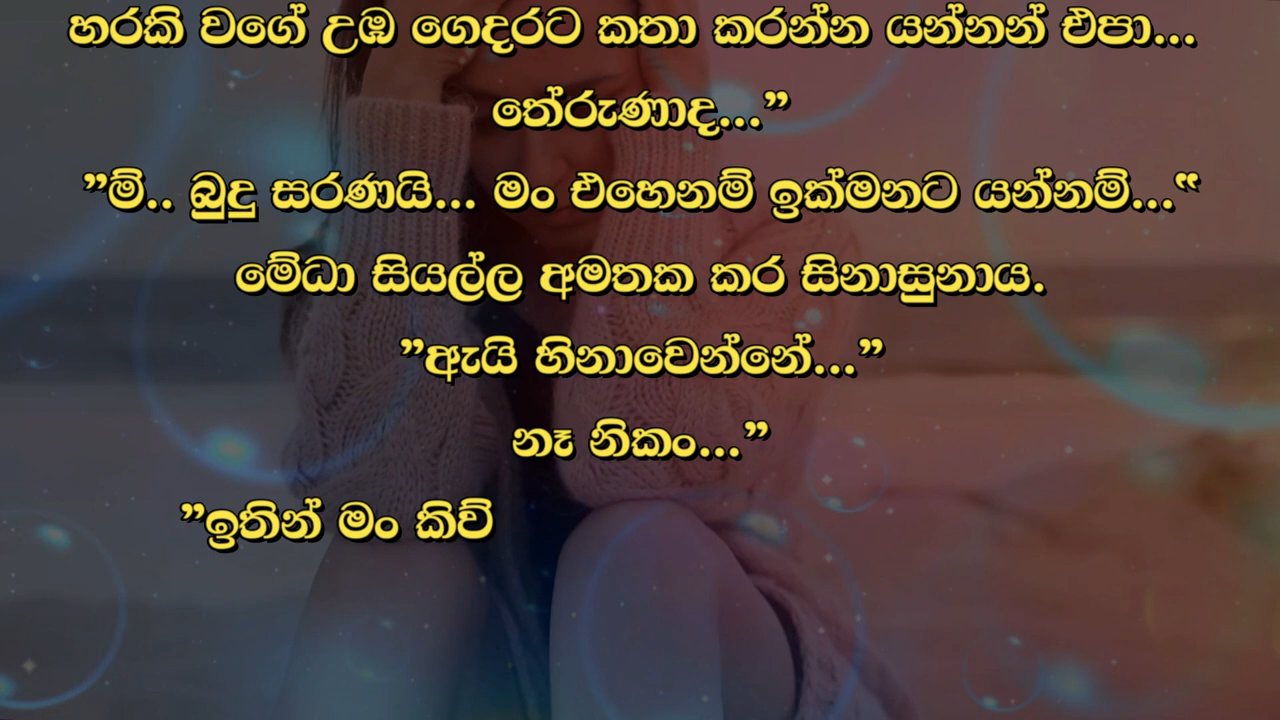 හරකි වගේ උඹ ගෙදරට කතා කරන්න යන්නන් එපා...
තේරුණාද...”
”ම්.. බුදු සරණයි... මං එහෙනම් ඉක්මනට යන්නම්...“
මේධා සියල්ල අමතක කර සිනාසුනාය.
”ඇයි හිනාවෙන්නේ...”
නෑ නිකං...”
”ඉතින් මං කිව්